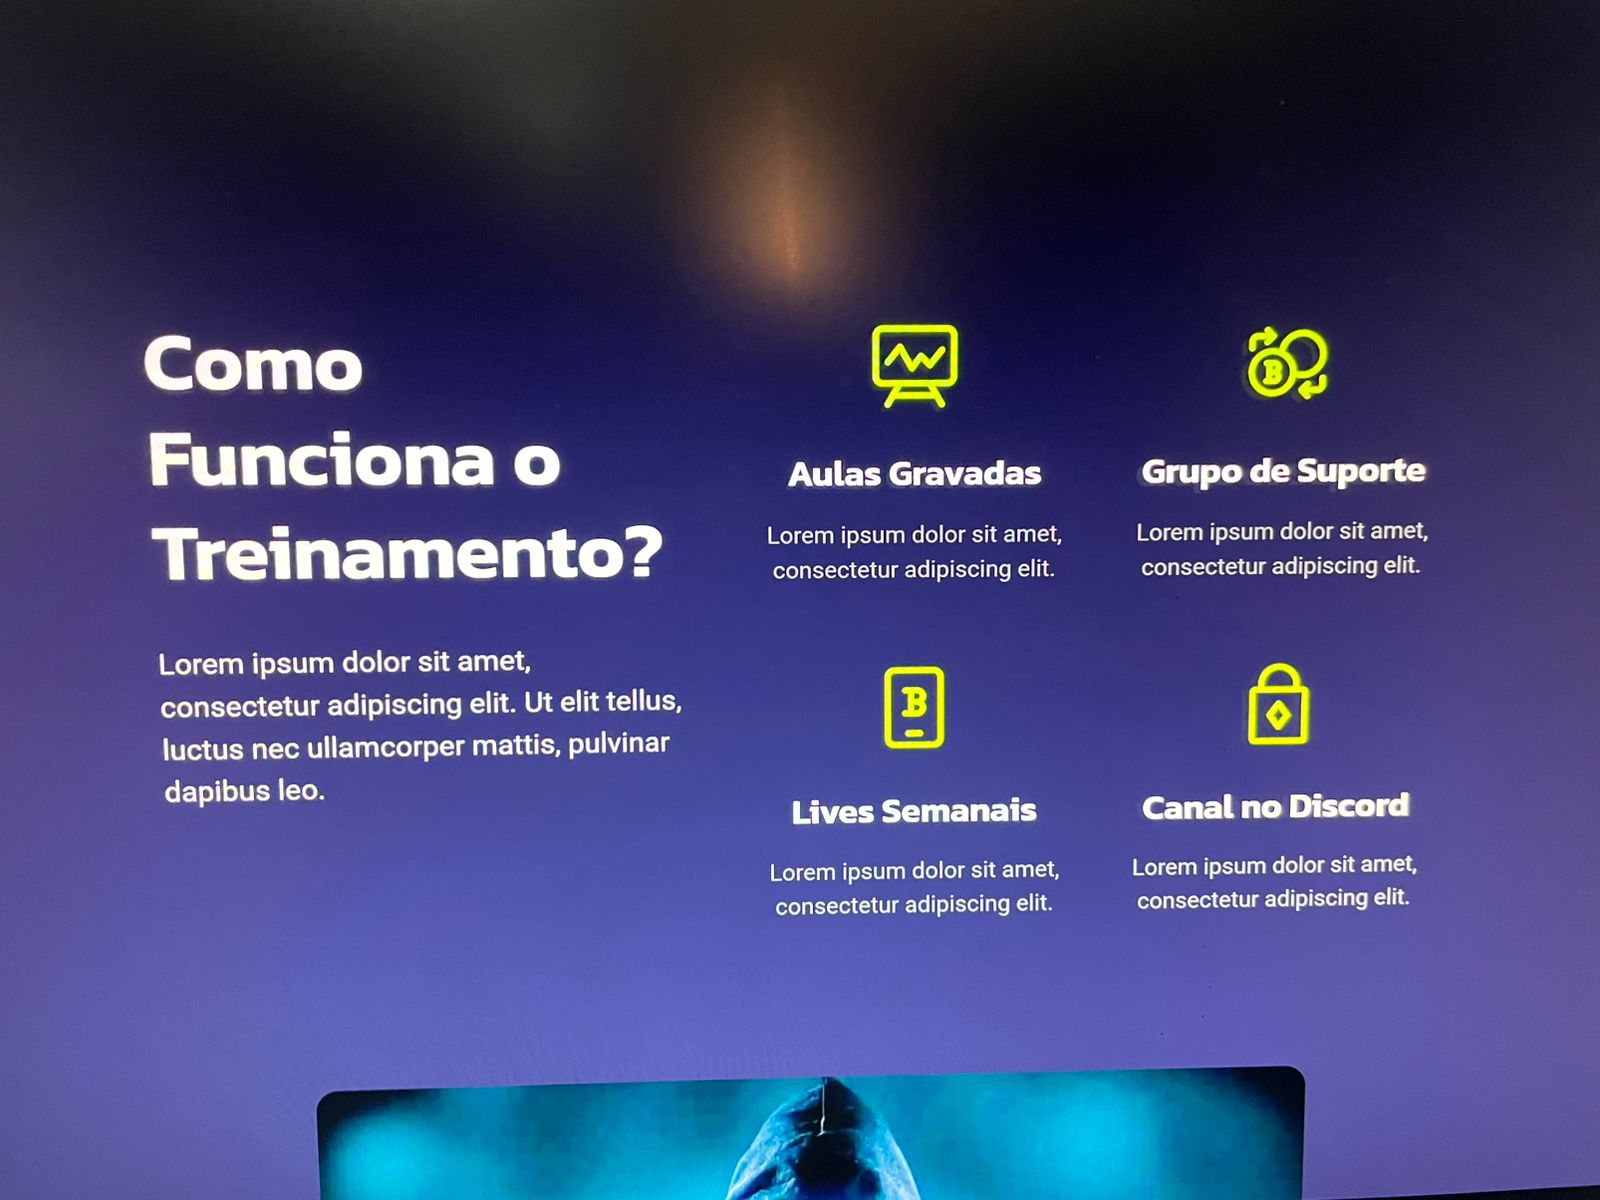 Como
Funciona o
Treinamento?
Lorem ipsum dolor sit amet,
consectetur adipiscing elit. Ut elit tellus,
luctus nec ullamcorper mattis, pulvinar
dapibus leo.
Aulas Gravadas
Lorem ipsum dolor sit amet,
consectetur adipiscing elit.
B
Grupo de Suporte
Lorem ipsum dolor sit amet,
consectetur adipiscing elit.
B
Lives Semanais
Lorem ipsum dolor sit amet,
consectetur adipiscing elit.
Canal no Discord
Lorem ipsum dolor sit amet,
consectetur adipiscing elit.